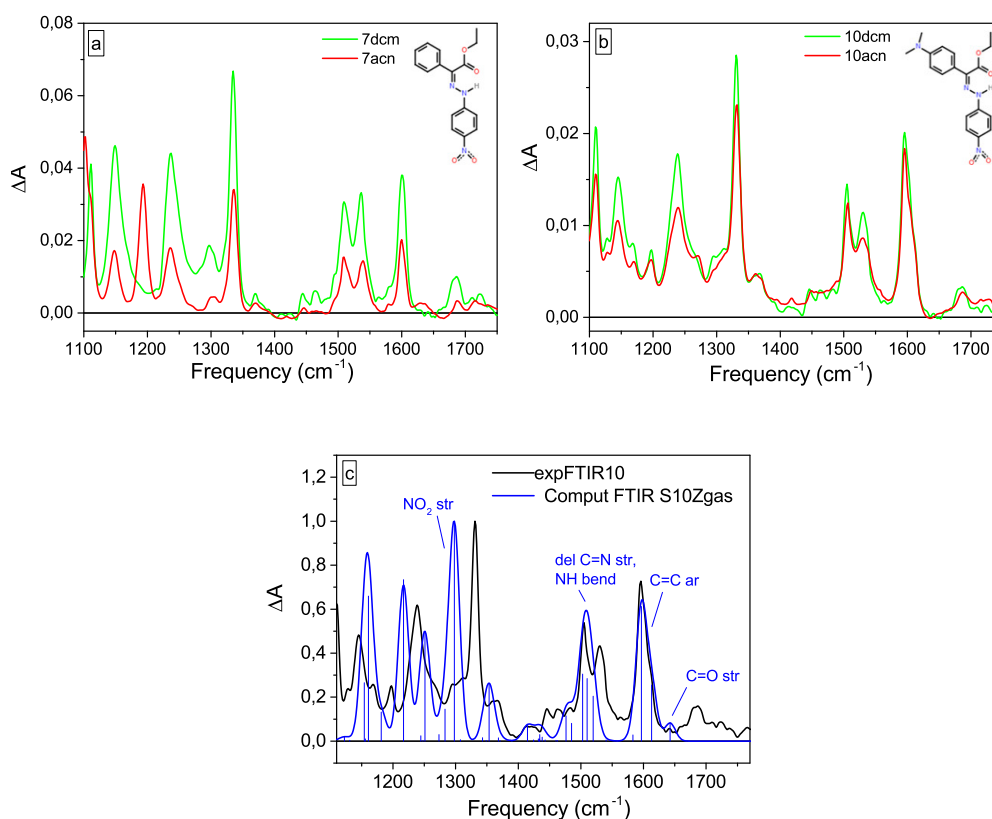 a
7dcm
7acn
0,08
0,06
0,04
0,02
0,00
ΔA
O
O
N
N
H
N
O
O
1100 1200 1300 1400 1500 1600 1700
Frequency (cm⁻¹)
b
10dcm
10acn
0,03
0,02
0,01
0,00
ΔA
N
O
O
N
N
H
N
O
O
1100 1200 1300 1400 1500 1600 1700
Frequency (cm⁻¹)
c
expFTIR10
Comput FTIR S10Zgas
1,2
1,0
0,8
0,6
0,4
0,2
0,0
ΔA
NO₂ str
del C=N str,
NH bend
C=C ar
C=O str
1200 1300 1400 1500 1600 1700
Frequency (cm⁻¹)